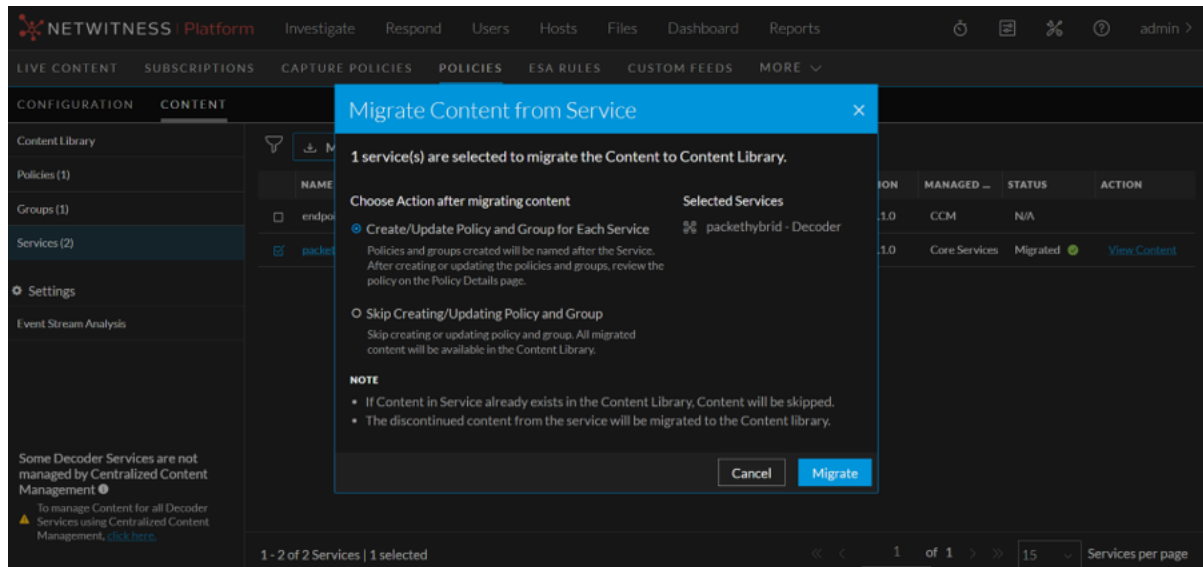 NETWITNESS Platform Investigate Respond Users Hosts Files Dashboard Reports admin >
LIVE CONTENT SUBSCRIPTIONS CAPTURE POLICIES POLICIES ESA RULES CUSTOM FEEDS MORE
CONFIGURATION CONTENT
Migrate Content from Service
Content Library
1 service(s) are selected to migrate the Content to Content Library.
Policies (1)
NAME MANAGED ... STATUS ACTION
Groups (1)
Choose Action after migrating content Selected Services
.1.0 CCM N/A
Create/Update Policy and Group for Each Service packethybrid - Decoder
Services (2)
Policies and groups created will be named after the Service.
After creating or updating the policies and groups, review the
policy on the Policy Details page.
.1.0 Core Services Migrated View Content
Settings
Skip Creating/Updating Policy and Group
Event Stream Analysis
Skip creating or updating policy and group. All migrated
content will be available in the Content Library.
NOTE
• If Content in Service already exists in the Content Library, Content will be skipped.
• The discontinued content from the service will be migrated to the Content library.
Some Decoder Services are not
managed by Centralized Content
Management
Cancel Migrate
To manage Content for all Decoder
Services using Centralized Content
Management, click here.
1 - 2 of 2 Services | 1 selected « < 1 of 1 > » 15 Services per page